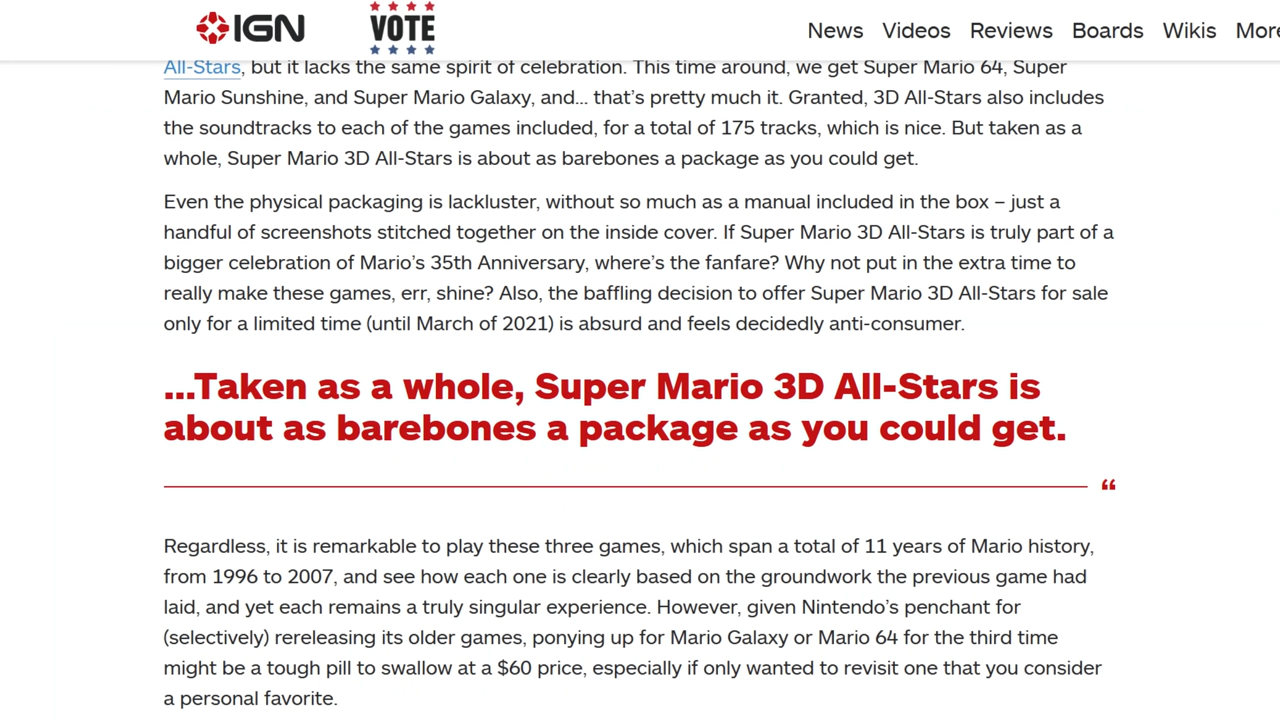 IGN
VOTE
News Videos Reviews Boards Wikis More
All-Stars, but it lacks the same spirit of celebration. This time around, we get Super Mario 64, Super
Mario Sunshine, and Super Mario Galaxy, and... that's pretty much it. Granted, 3D All-Stars also includes
the soundtracks to each of the games included, for a total of 175 tracks, which is nice. But taken as a
whole, Super Mario 3D All-Stars is about as barebones a package as you could get.
Even the physical packaging is lackluster, without so much as a manual included in the box – just a
handful of screenshots stitched together on the inside cover. If Super Mario 3D All-Stars is truly part of a
bigger celebration of Mario's 35th Anniversary, where's the fanfare? Why not put in the extra time to
really make these games, err, shine? Also, the baffling decision to offer Super Mario 3D All-Stars for sale
only for a limited time (until March of 2021) is absurd and feels decidedly anti-consumer.
...Taken as a whole, Super Mario 3D All-Stars is
about as barebones a package as you could get.
“
Regardless, it is remarkable to play these three games, which span a total of 11 years of Mario history,
from 1996 to 2007, and see how each one is clearly based on the groundwork the previous game had
laid, and yet each remains a truly singular experience. However, given Nintendo's penchant for
(selectively) rereleasing its older games, ponying up for Mario Galaxy or Mario 64 for the third time
might be a tough pill to swallow at a $60 price, especially if only wanted to revisit one that you consider
a personal favorite.